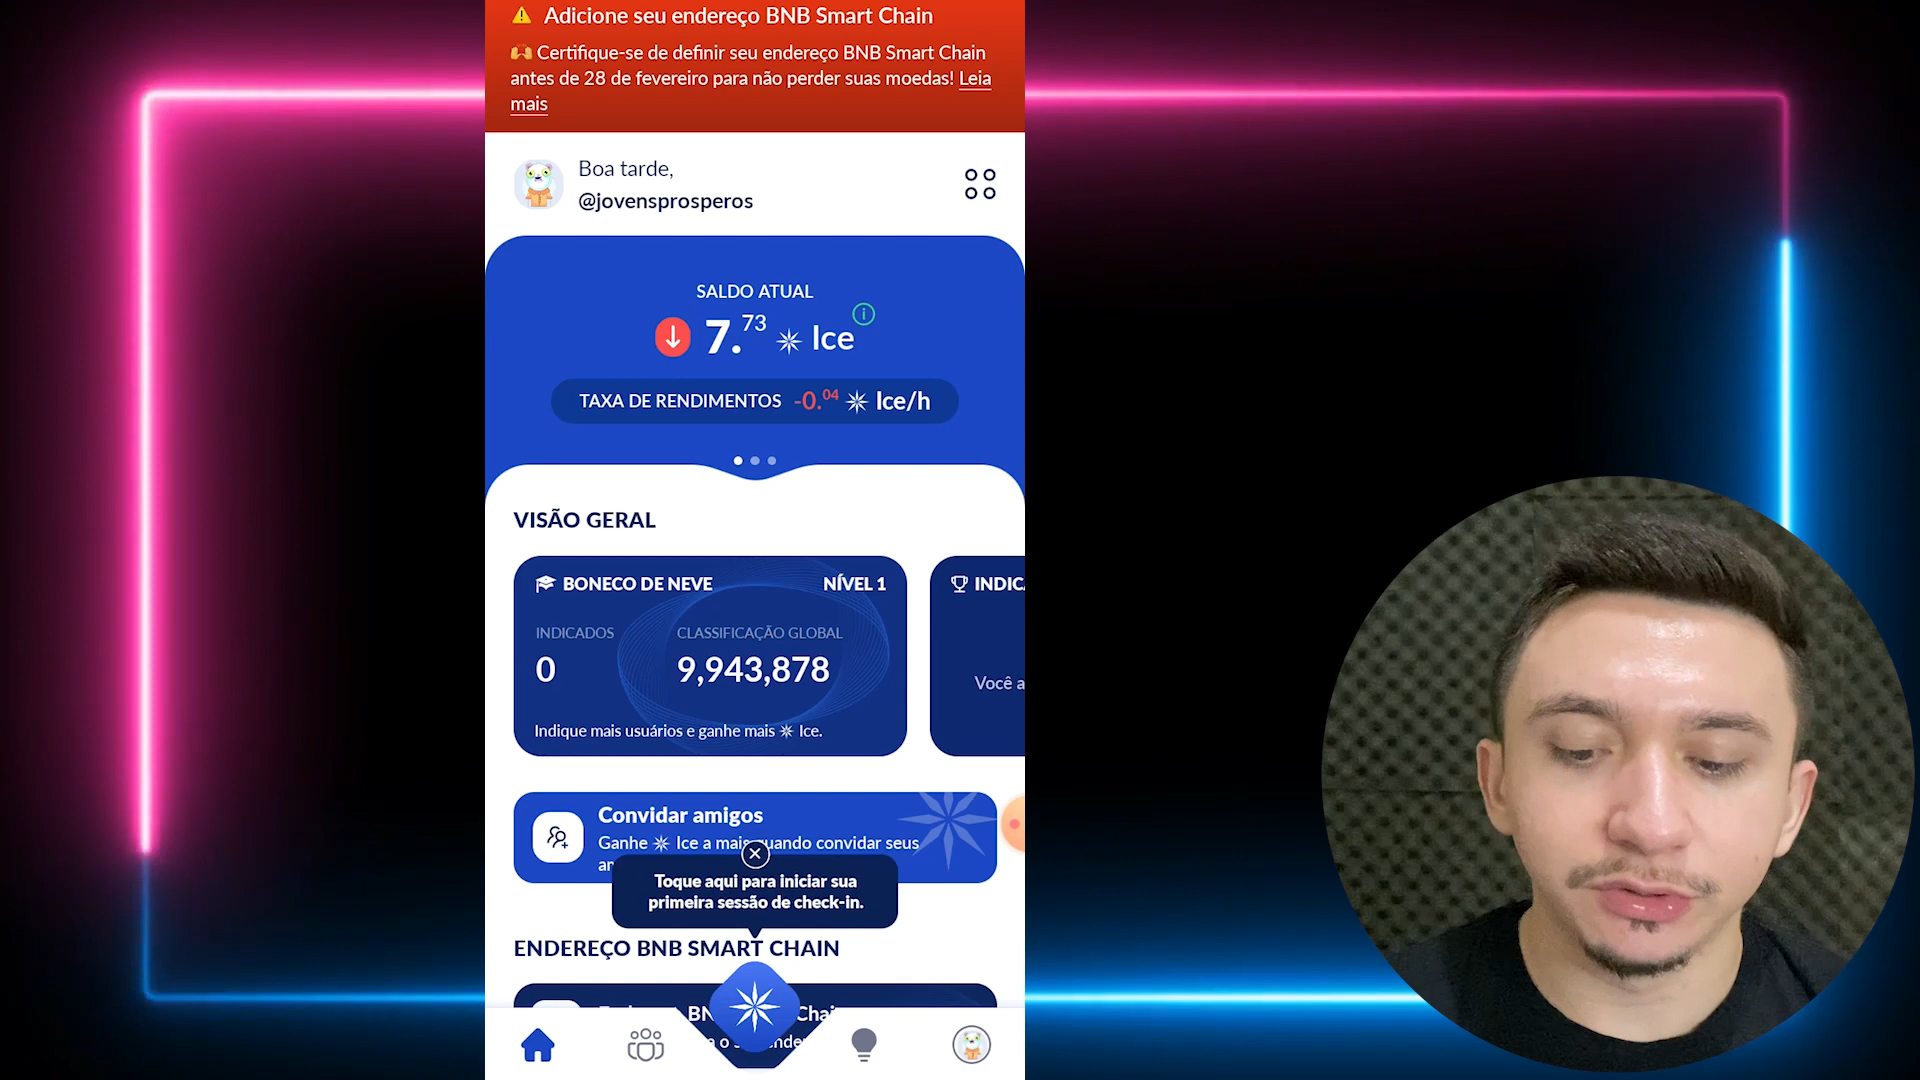 Adicione seu endereço BNB Smart Chain
Certifique-se de definir seu endereço BNB Smart Chain
antes de 28 de fevereiro para não perder suas moedas! Leia
mais
Boa tarde,
@jovensprosperos
SALDO ATUAL
7.73 Ice
TAXA DE RENDIMENTOS -0.04 Ice/h
VISÃO GERAL
BONECO DE NEVE NÍVEL 1
INDICADOS CLASSIFICAÇÃO GLOBAL
0 9,943,878
Indique mais usuários e ganhe mais Ice.
INDICA
Você a
Convidar amigos
Ganhe Ice a mais quando convidar seus
Toque aqui para iniciar sua
primeira sessão de check-in.
ENDEREÇO BNB SMART CHAIN